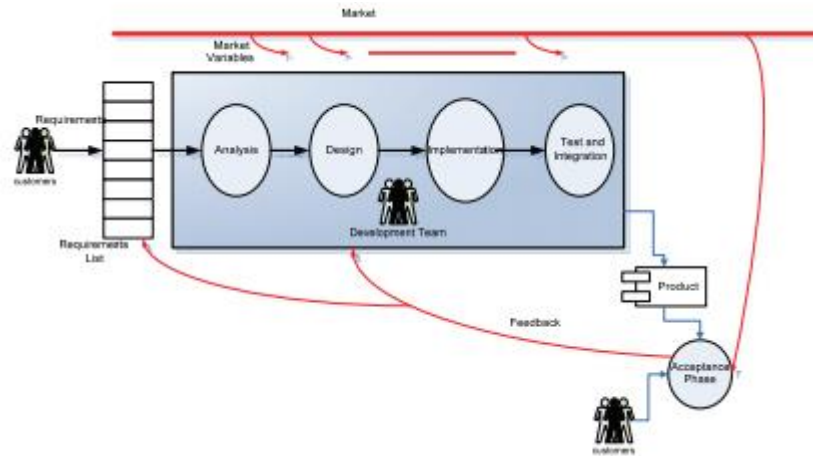 Market
Market
Variables
Requirements
customers
Analysis
Design
Implementation
Test and
Integration
Development Team
Requirements
List
Product
Feedback
Acceptance
Phase
customers